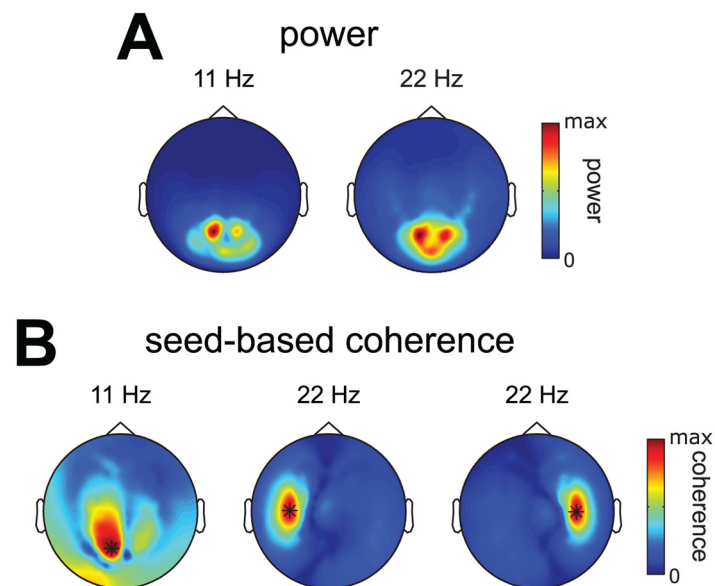 A
power
11 Hz
22 Hz
max
power
0
B
seed-based coherence
11 Hz
22 Hz
22 Hz
max
coherence
0